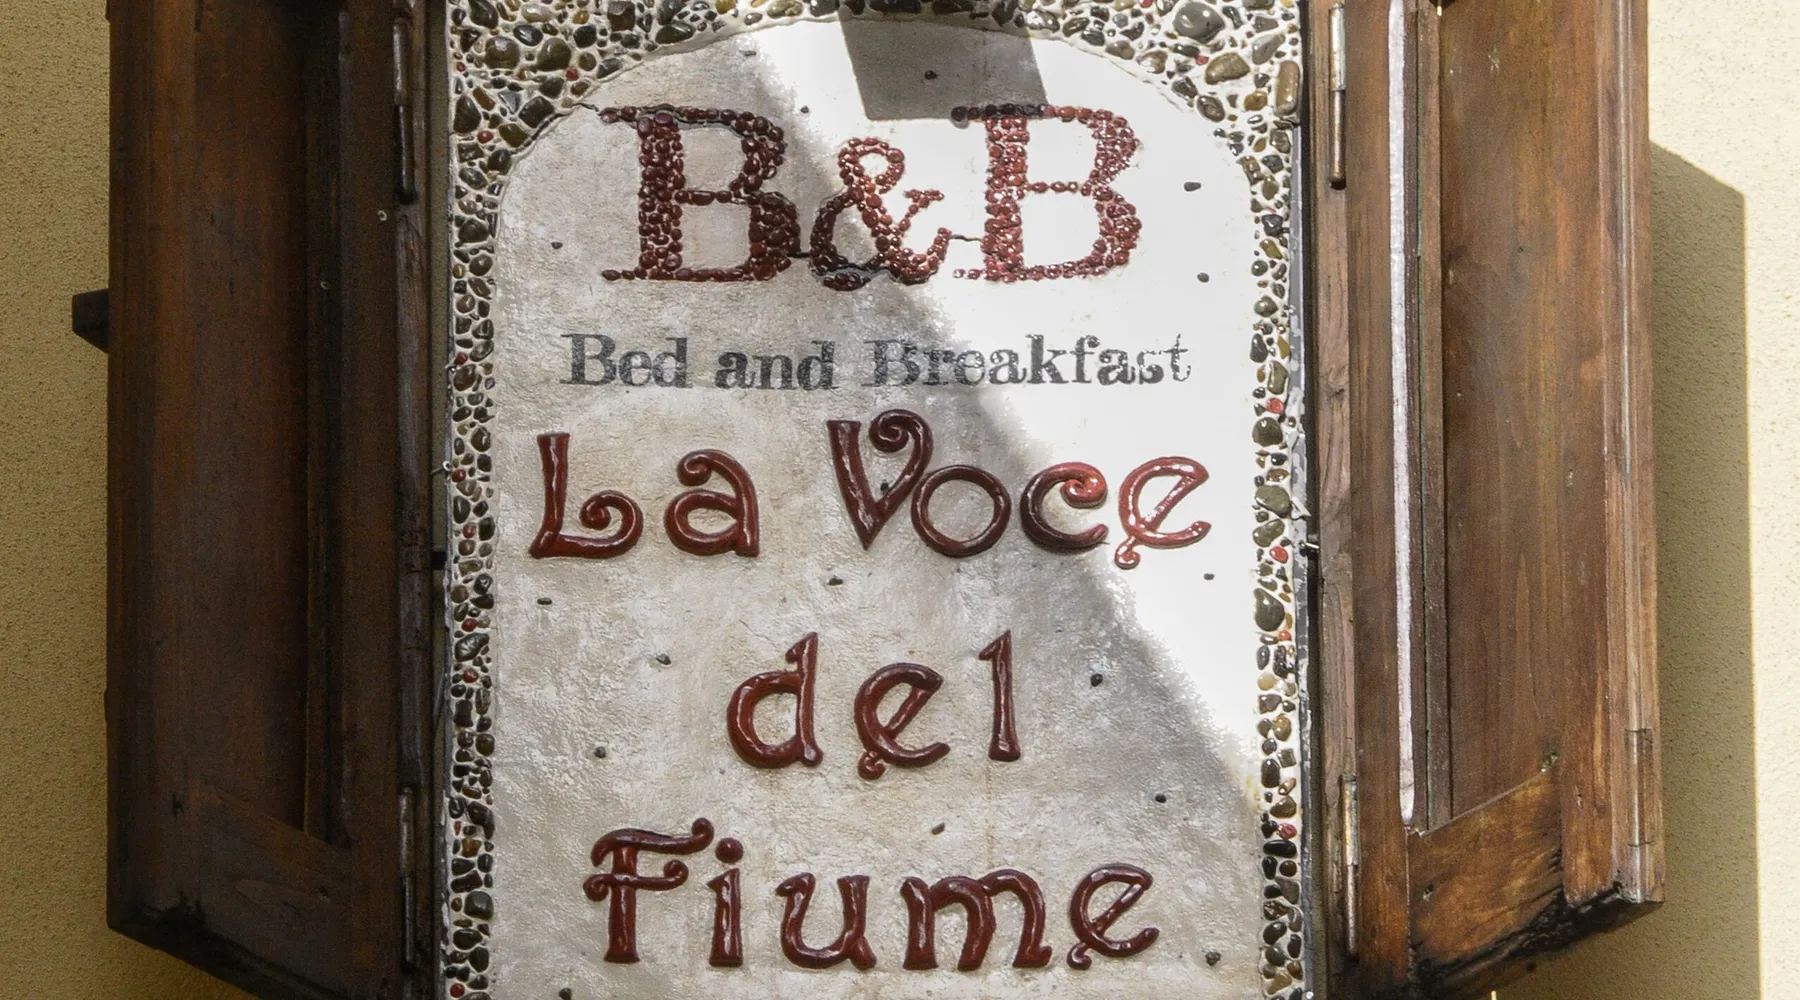 B&B
Bed and Breakfast
La Voce
del
Fiume